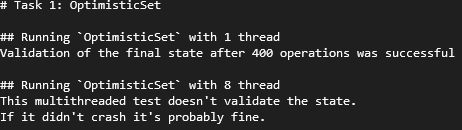 # Task 1: OptimisticSet
## Running `OptimisticSet` with 1 thread
Validation of the final state after 400 operations was successful
## Running `OptimisticSet` with 8 thread
This multithreaded test doesn't validate the state.
If it didn't crash it's probably fine.